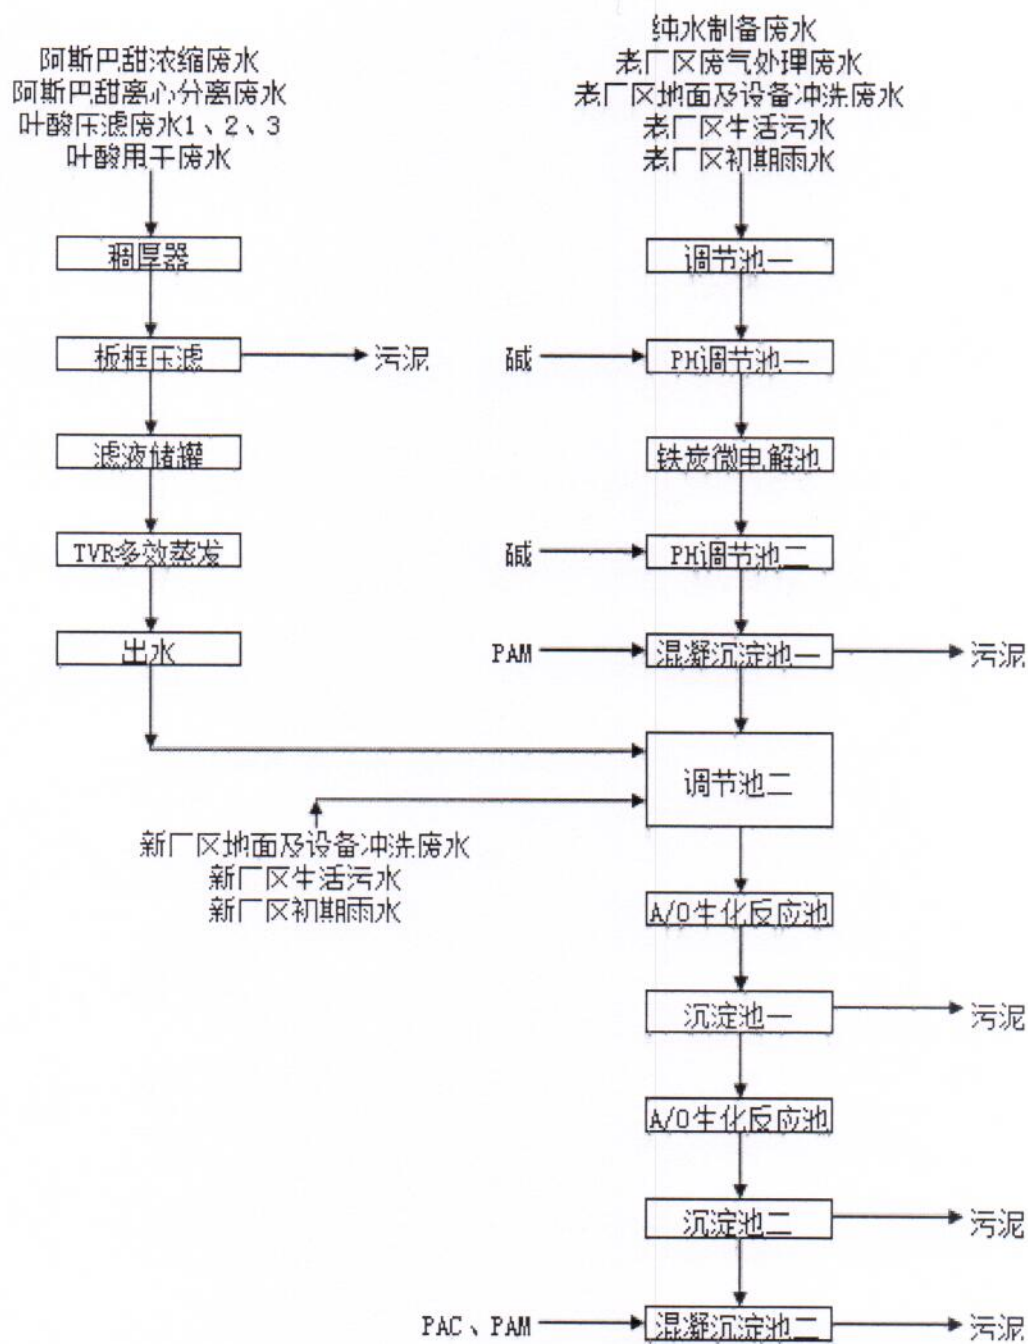 阿斯巴甜浓缩废水
阿斯巴甜离心分离废水
叶酸压滤废水1、2、3
叶酸甩干废水
稠厚器
板框压滤
污泥
滤液储罐
TVR多效蒸发
出水
纯水制备废水
老厂区废气处理废水
老厂区地面及设备冲洗废水
老厂区生活污水
老厂区初期雨水
调节池一
碱
PH调节池一
铁炭微电解池
碱
PH调节池二
PAM
混凝沉淀池一
污泥
调节池二
新厂区地面及设备冲洗废水
新厂区生活污水
新厂区初期雨水
A/O生化反应池
沉淀池一
污泥
A/O生化反应池
沉淀池二
污泥
PAC、PAM
混凝沉淀池二
污泥